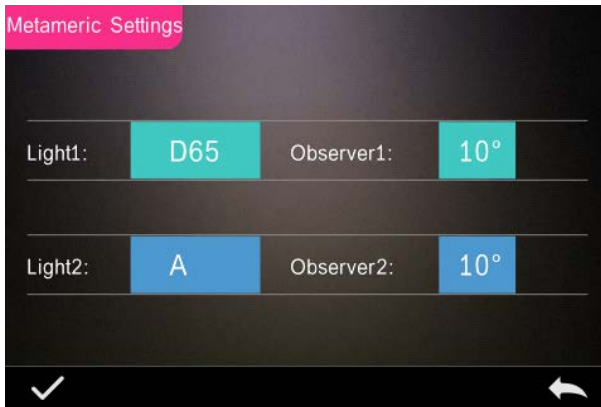 Metameric Settings
Light1: D65 Observer1: 10°
Light2: A Observer2: 10°